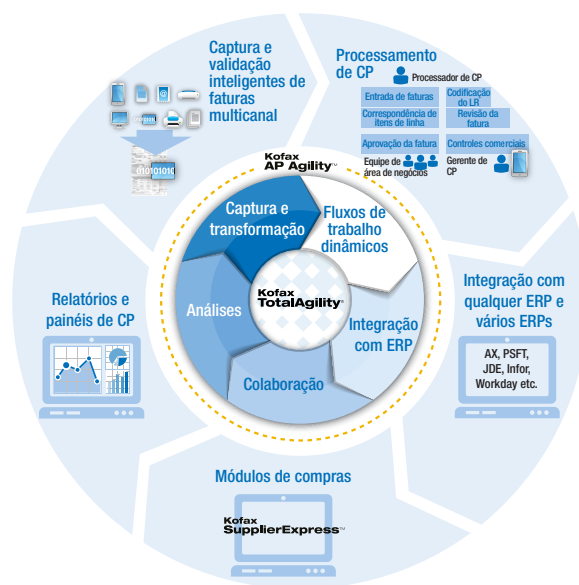 Captura e
validação
inteligentes de
faturas
multicanal
010101010
Processamento
de CP
Processador de CP
Entrada de faturas
Codificação
do LR
Correspondência de
itens de linha
Revisão da
fatura
Aprovação da fatura
Controles comerciais
Equipe de
área de negócios
Gerente de
CP
Kofax
AP Agility™
Captura e
transformação
Fluxos de
trabalho
dinâmicos
Kofax
TotalAgility®
Análises
Integração
com ERP
Colaboração
Relatórios e
painéis de CP
Integração com
qualquer ERP e
vários ERPs
AX, PSFT,
JDE, Infor,
Workday etc.
Módulos de compras
Kofax
SupplierExpress™